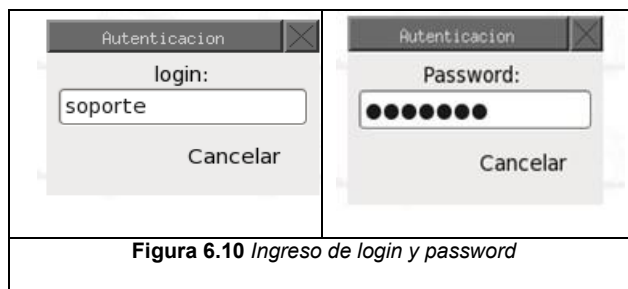 Autenticacion
login:
soporte
Cancelar
Autenticacion
Password:
●●●●●●●
Cancelar
Figura 6.10 Ingreso de login y password